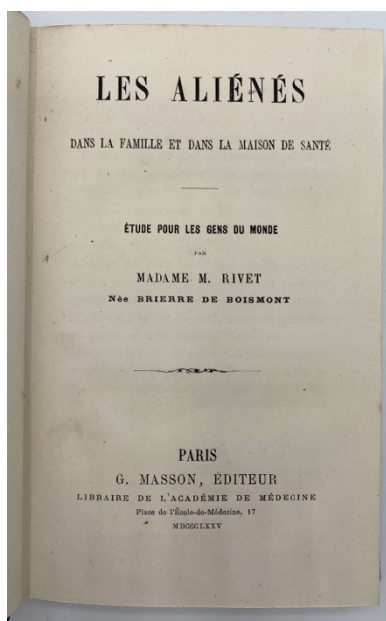 LES ALIÉNÉS
DANS LA FAMILLE ET DANS LA MAISON DE SANTÉ
ÉTUDE POUR LES GENS DU MONDE
PAR
MADAME M. RIVET
Née BRIERRE DE BOISMONT
PARIS
G. MASSON, ÉDITEUR
LIBRAIRE DE L'ACADÉMIE DE MÉDECINE
Place de l'École-de-Médecine, 17
MDCCCLXXV